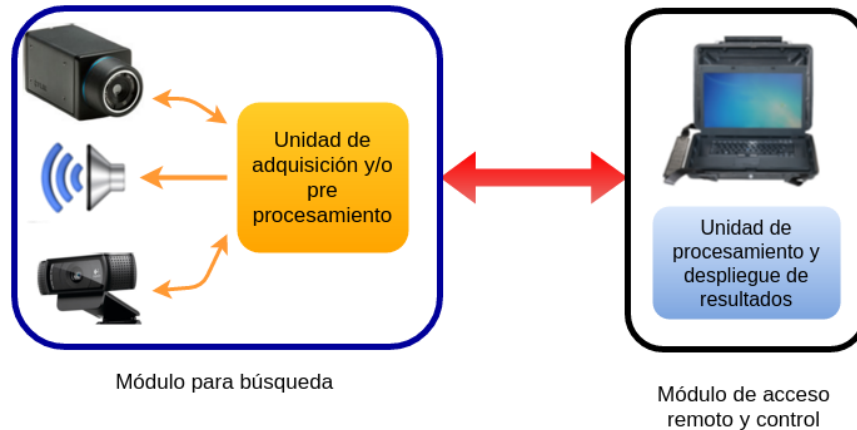 Unidad de
adquisición y/o
pre
procesamiento
Unidad de
procesamiento y
despliegue de
resultados
Módulo para búsqueda
Módulo de acceso
remoto y control